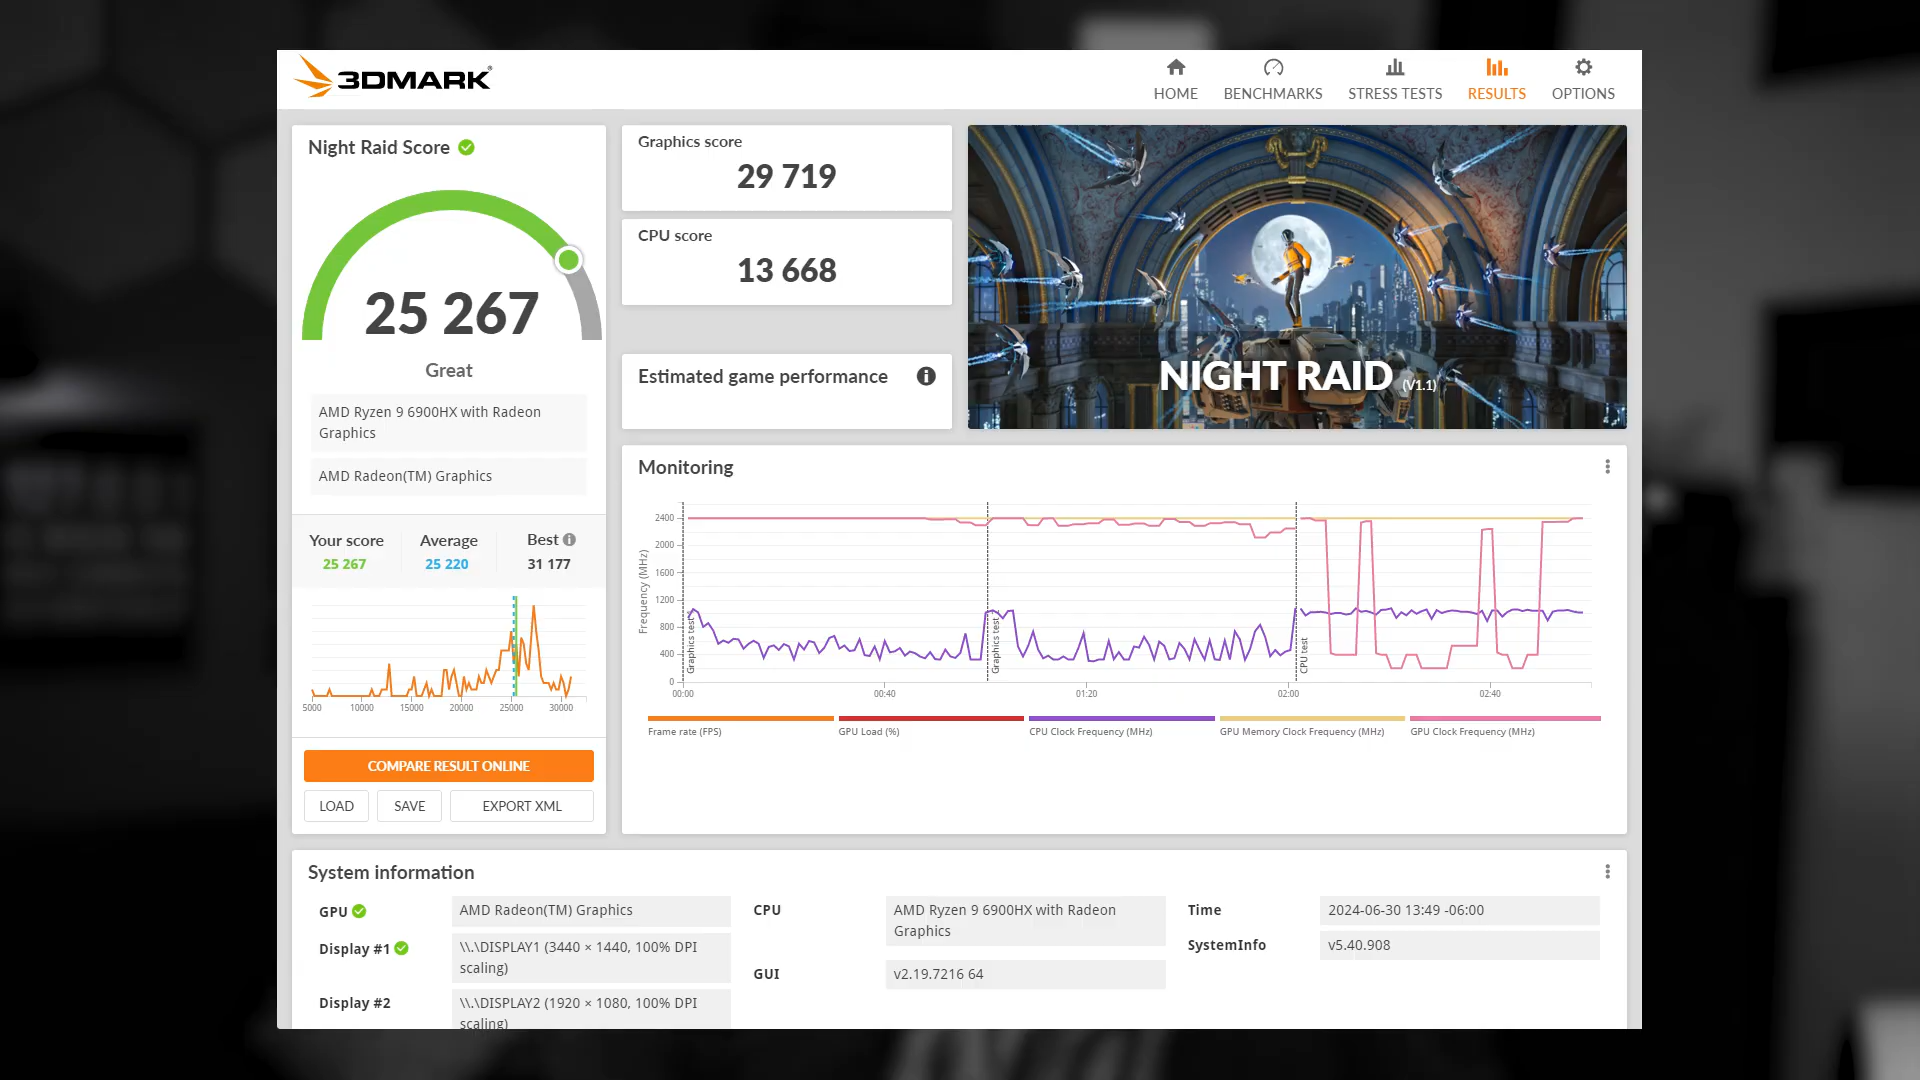 3DMARK®
HOME
BENCHMARKS
STRESS TESTS
RESULTS
OPTIONS
Night Raid Score
25 267
Great
AMD Ryzen 9 6900HX with Radeon
Graphics
AMD Radeon(TM) Graphics
Your score
25 267
Average
25 220
Best
31 177
5000
10000
15000
20000
25000
30000
COMPARE RESULT ONLINE
LOAD
SAVE
EXPORT XML
Graphics score
29 719
CPU score
13 668
Estimated game performance
NIGHT RAID (V1.1)
Monitoring
Frequency (MHz)
2400
2000
1600
1200
800
400
0
Graphics test
Graphics test
CPU test
00:00
00:40
01:20
02:00
02:40
Frame rate (FPS)
GPU Load (%)
CPU Clock Frequency (MHz)
GPU Memory Clock Frequency (MHz)
GPU Clock Frequency (MHz)
System information
GPU
AMD Radeon(TM) Graphics
Display #1
\\.\DISPLAY1 (3440 × 1440, 100% DPI
scaling)
Display #2
\\.\DISPLAY2 (1920 × 1080, 100% DPI
scaling)
CPU
AMD Ryzen 9 6900HX with Radeon
Graphics
GUI
v2.19.7216 64
Time
2024-06-30 13:49 -06:00
SystemInfo
v5.40.908